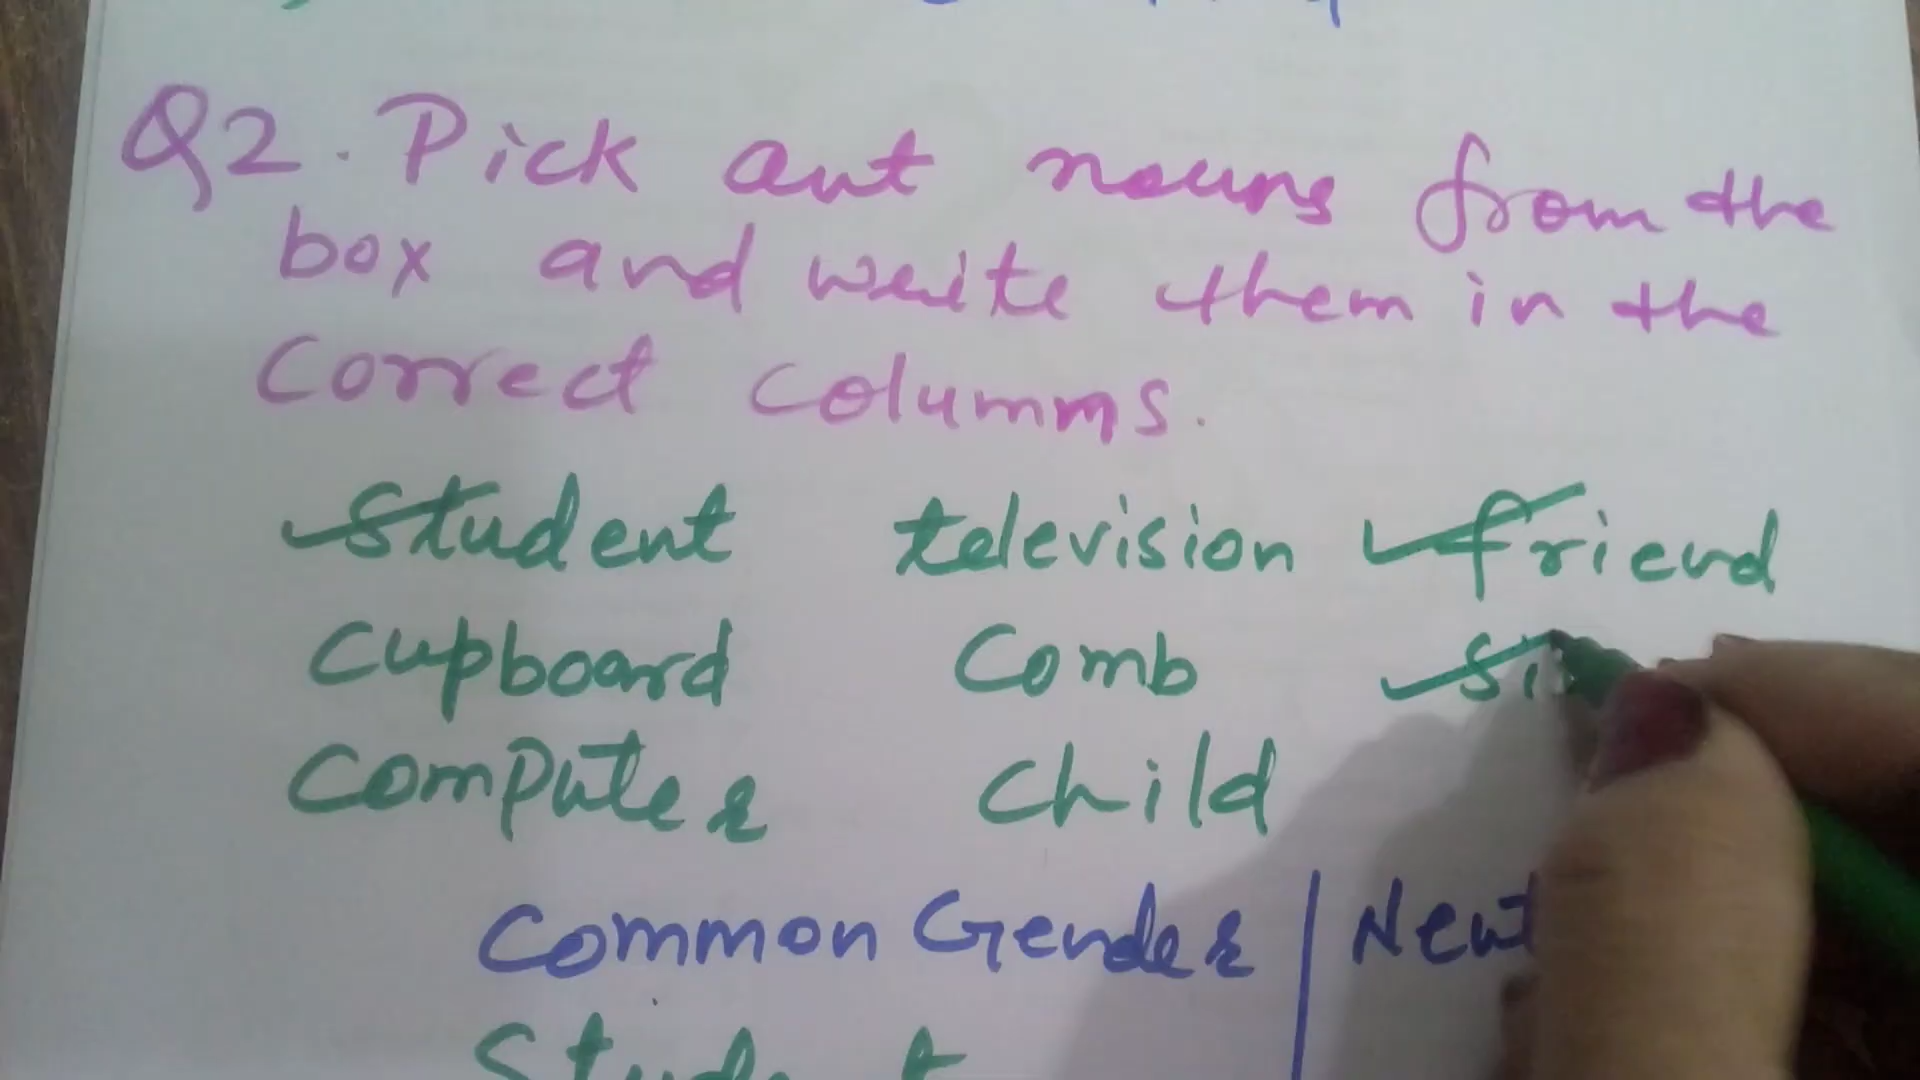 Q2. Pick out nouns from the
box and write them in the
Correct Columns.
Student television friend
Cupboard Comb
Computer Child
Common Gender
Student